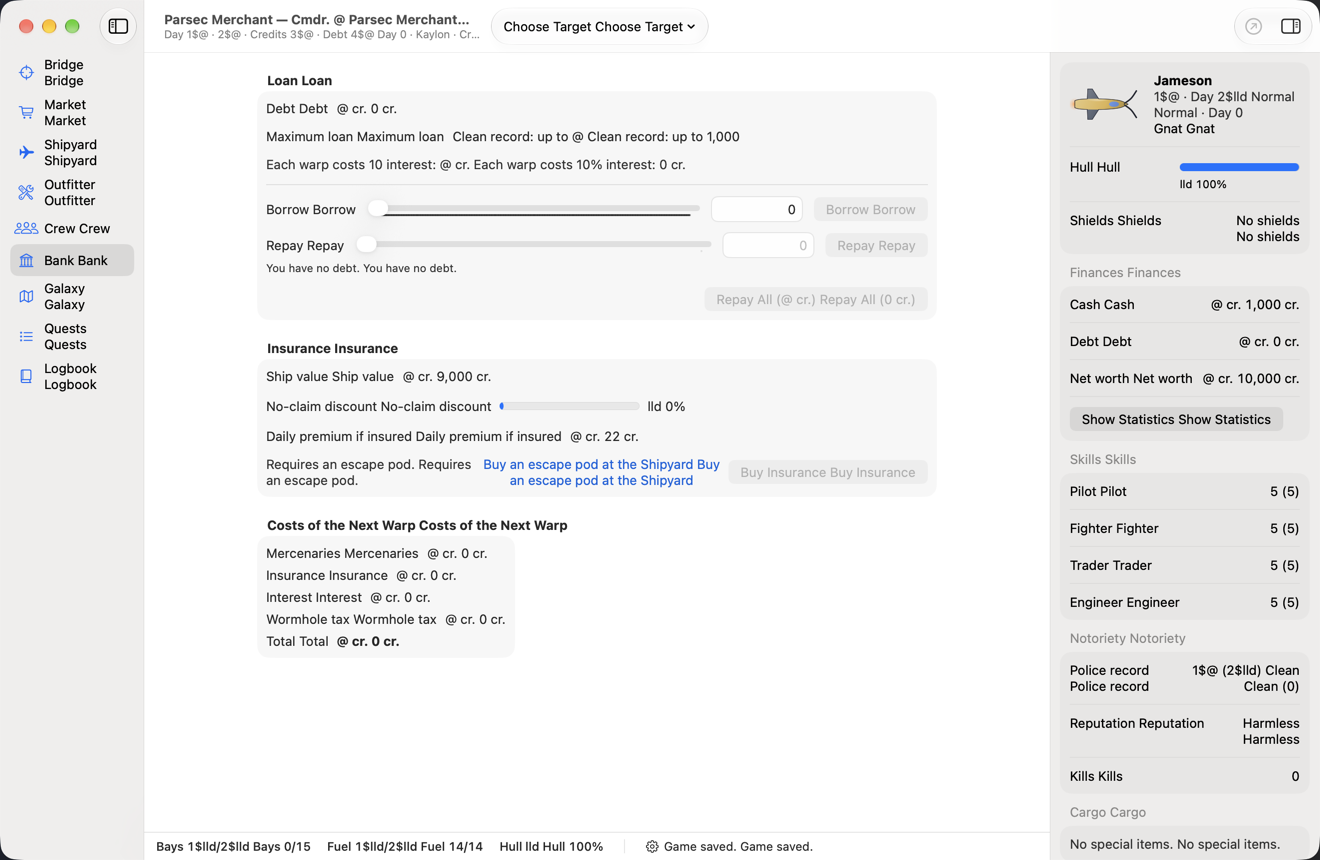 Parsec Merchant — Cmdr. @ Parsec Merchant...
Day 1$@ · 2$@ · Credits 3$@ · Debt 4$@ Day 0 · Kaylon · Cr...
Choose Target Choose Target
Bridge
Bridge
Market
Market
Shipyard
Shipyard
Outfitter
Outfitter
Crew Crew
Bank Bank
Galaxy
Galaxy
Quests
Quests
Logbook
Logbook
Loan Loan
Debt Debt @ cr. 0 cr.
Maximum loan Maximum loan Clean record: up to @ Clean record: up to 1,000
Each warp costs 10 interest: @ cr. Each warp costs 10% interest: 0 cr.
Borrow Borrow 0 Borrow Borrow
Repay Repay 0 Repay Repay
You have no debt. You have no debt.
Repay All (@ cr.) Repay All (0 cr.)
Insurance Insurance
Ship value Ship value @ cr. 9,000 cr.
No-claim discount No-claim discount lld 0%
Daily premium if insured Daily premium if insured @ cr. 22 cr.
Requires an escape pod. Requires
an escape pod.
Buy an escape pod at the Shipyard Buy
an escape pod at the Shipyard
Buy Insurance Buy Insurance
Costs of the Next Warp Costs of the Next Warp
Mercenaries Mercenaries @ cr. 0 cr.
Insurance Insurance @ cr. 0 cr.
Interest Interest @ cr. 0 cr.
Wormhole tax Wormhole tax @ cr. 0 cr.
Total Total @ cr. 0 cr.
Jameson
1$@ · Day 2$lld Normal
Normal · Day 0
Gnat Gnat
Hull Hull
lld 100%
Shields Shields No shields
No shields
Finances Finances
Cash Cash @ cr. 1,000 cr.
Debt Debt @ cr. 0 cr.
Net worth Net worth @ cr. 10,000 cr.
Show Statistics Show Statistics
Skills Skills
Pilot Pilot 5 (5)
Fighter Fighter 5 (5)
Trader Trader 5 (5)
Engineer Engineer 5 (5)
Notoriety Notoriety
Police record 1$@ (2$lld) Clean
Police record Clean (0)
Reputation Reputation Harmless
Harmless
Kills Kills 0
Cargo Cargo
No special items. No special items.
Bays 1$lld/2$lld Bays 0/15 Fuel 1$lld/2$lld Fuel 14/14 Hull lld Hull 100% Game saved. Game saved.